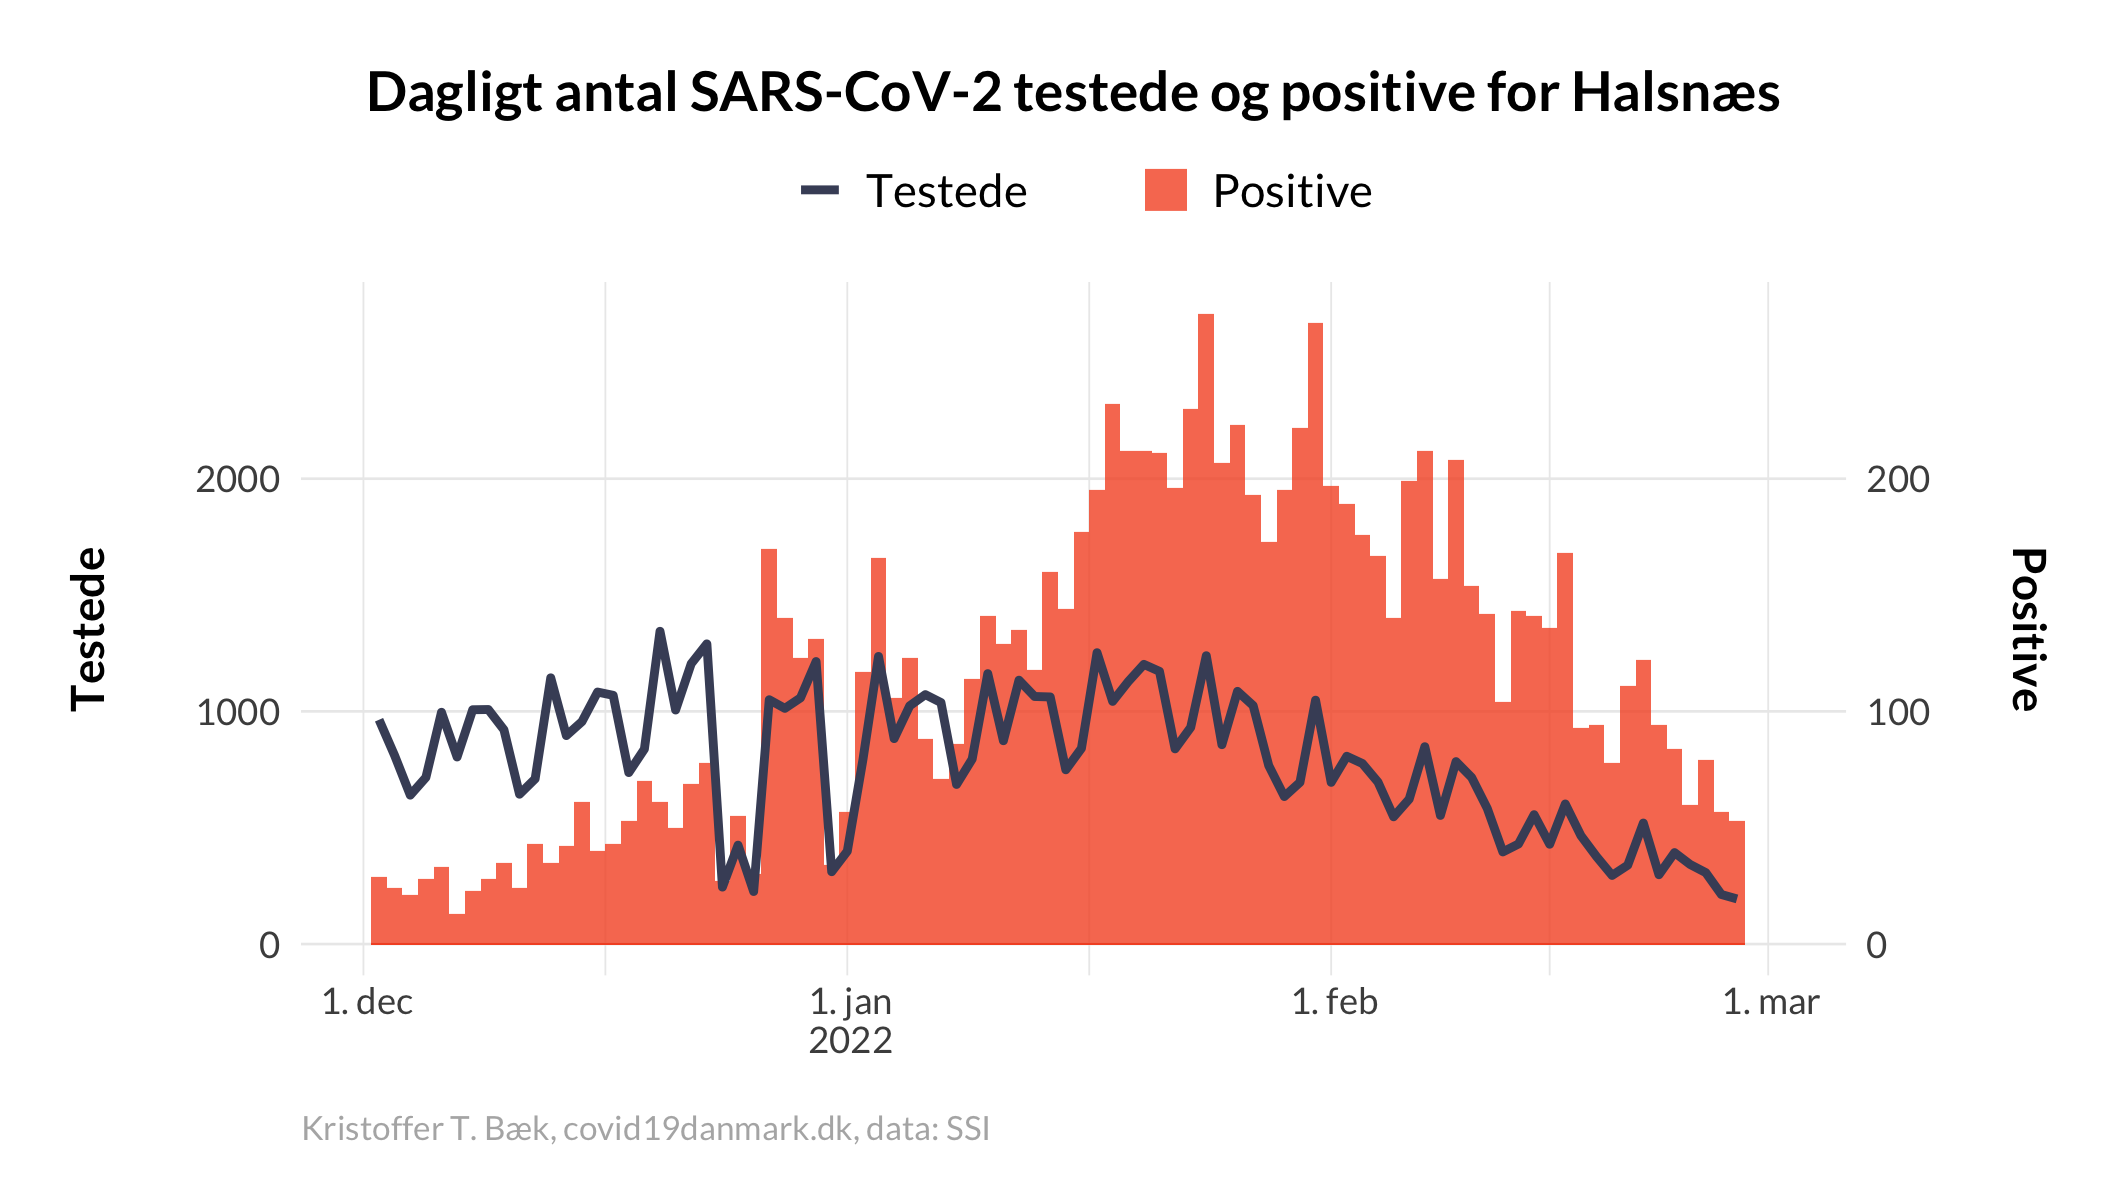 Dagligt antal SARS-CoV-2 testede og positive for Halsnæs
Testede
Positive
2000
1000
0
Testede
200
100
0
Positive
1. dec
1. jan
2022
1. feb
1. mar
Kristoffer T. Bæk, covid19danmark.dk, data: SSI